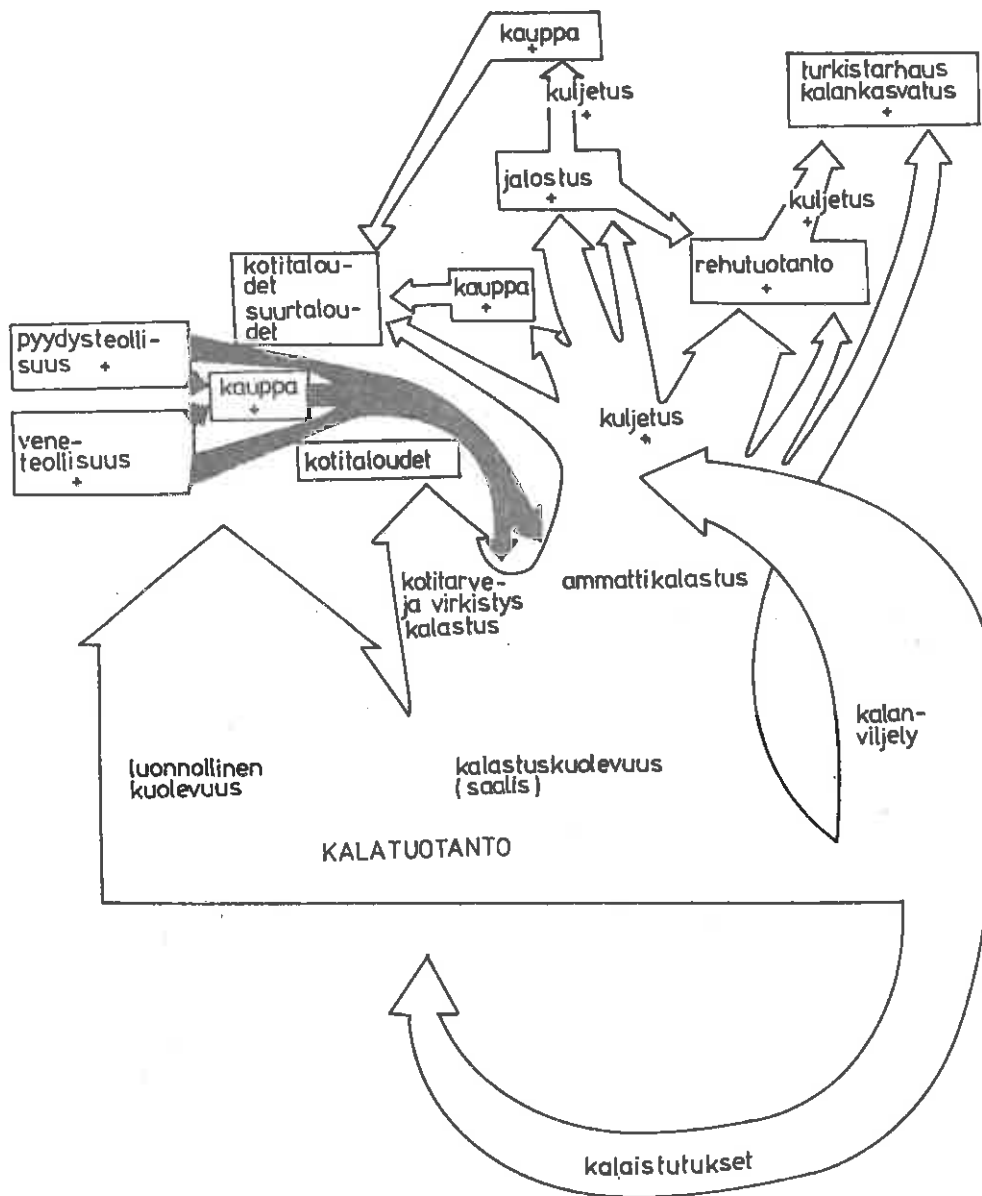 kauppa
+
turkistarhaus
kalankasvatus
+
kuljetus
+
jalostus
+
kuljetus
+
kotitalou-
det
suurtalou-
det
kauppa
+
rehutuotanto
+
pyydysteolli-
suus +
kauppa
+
vene-
teollisuus
+
kotitaloudet
kuljetus
+
kotitarve-
ja virkistys
kalastus
ammattikalastus
kalan-
viljely
luonnollinen
kuolevuus
kalastuskuolevuus
(saalis)
KALATUOTANTO
kalaistutukset